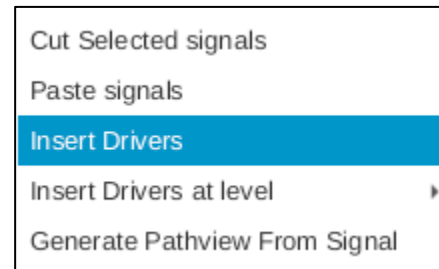 Cut Selected signals
Paste signals
Insert Drivers
Insert Drivers at level
Generate Pathview From Signal